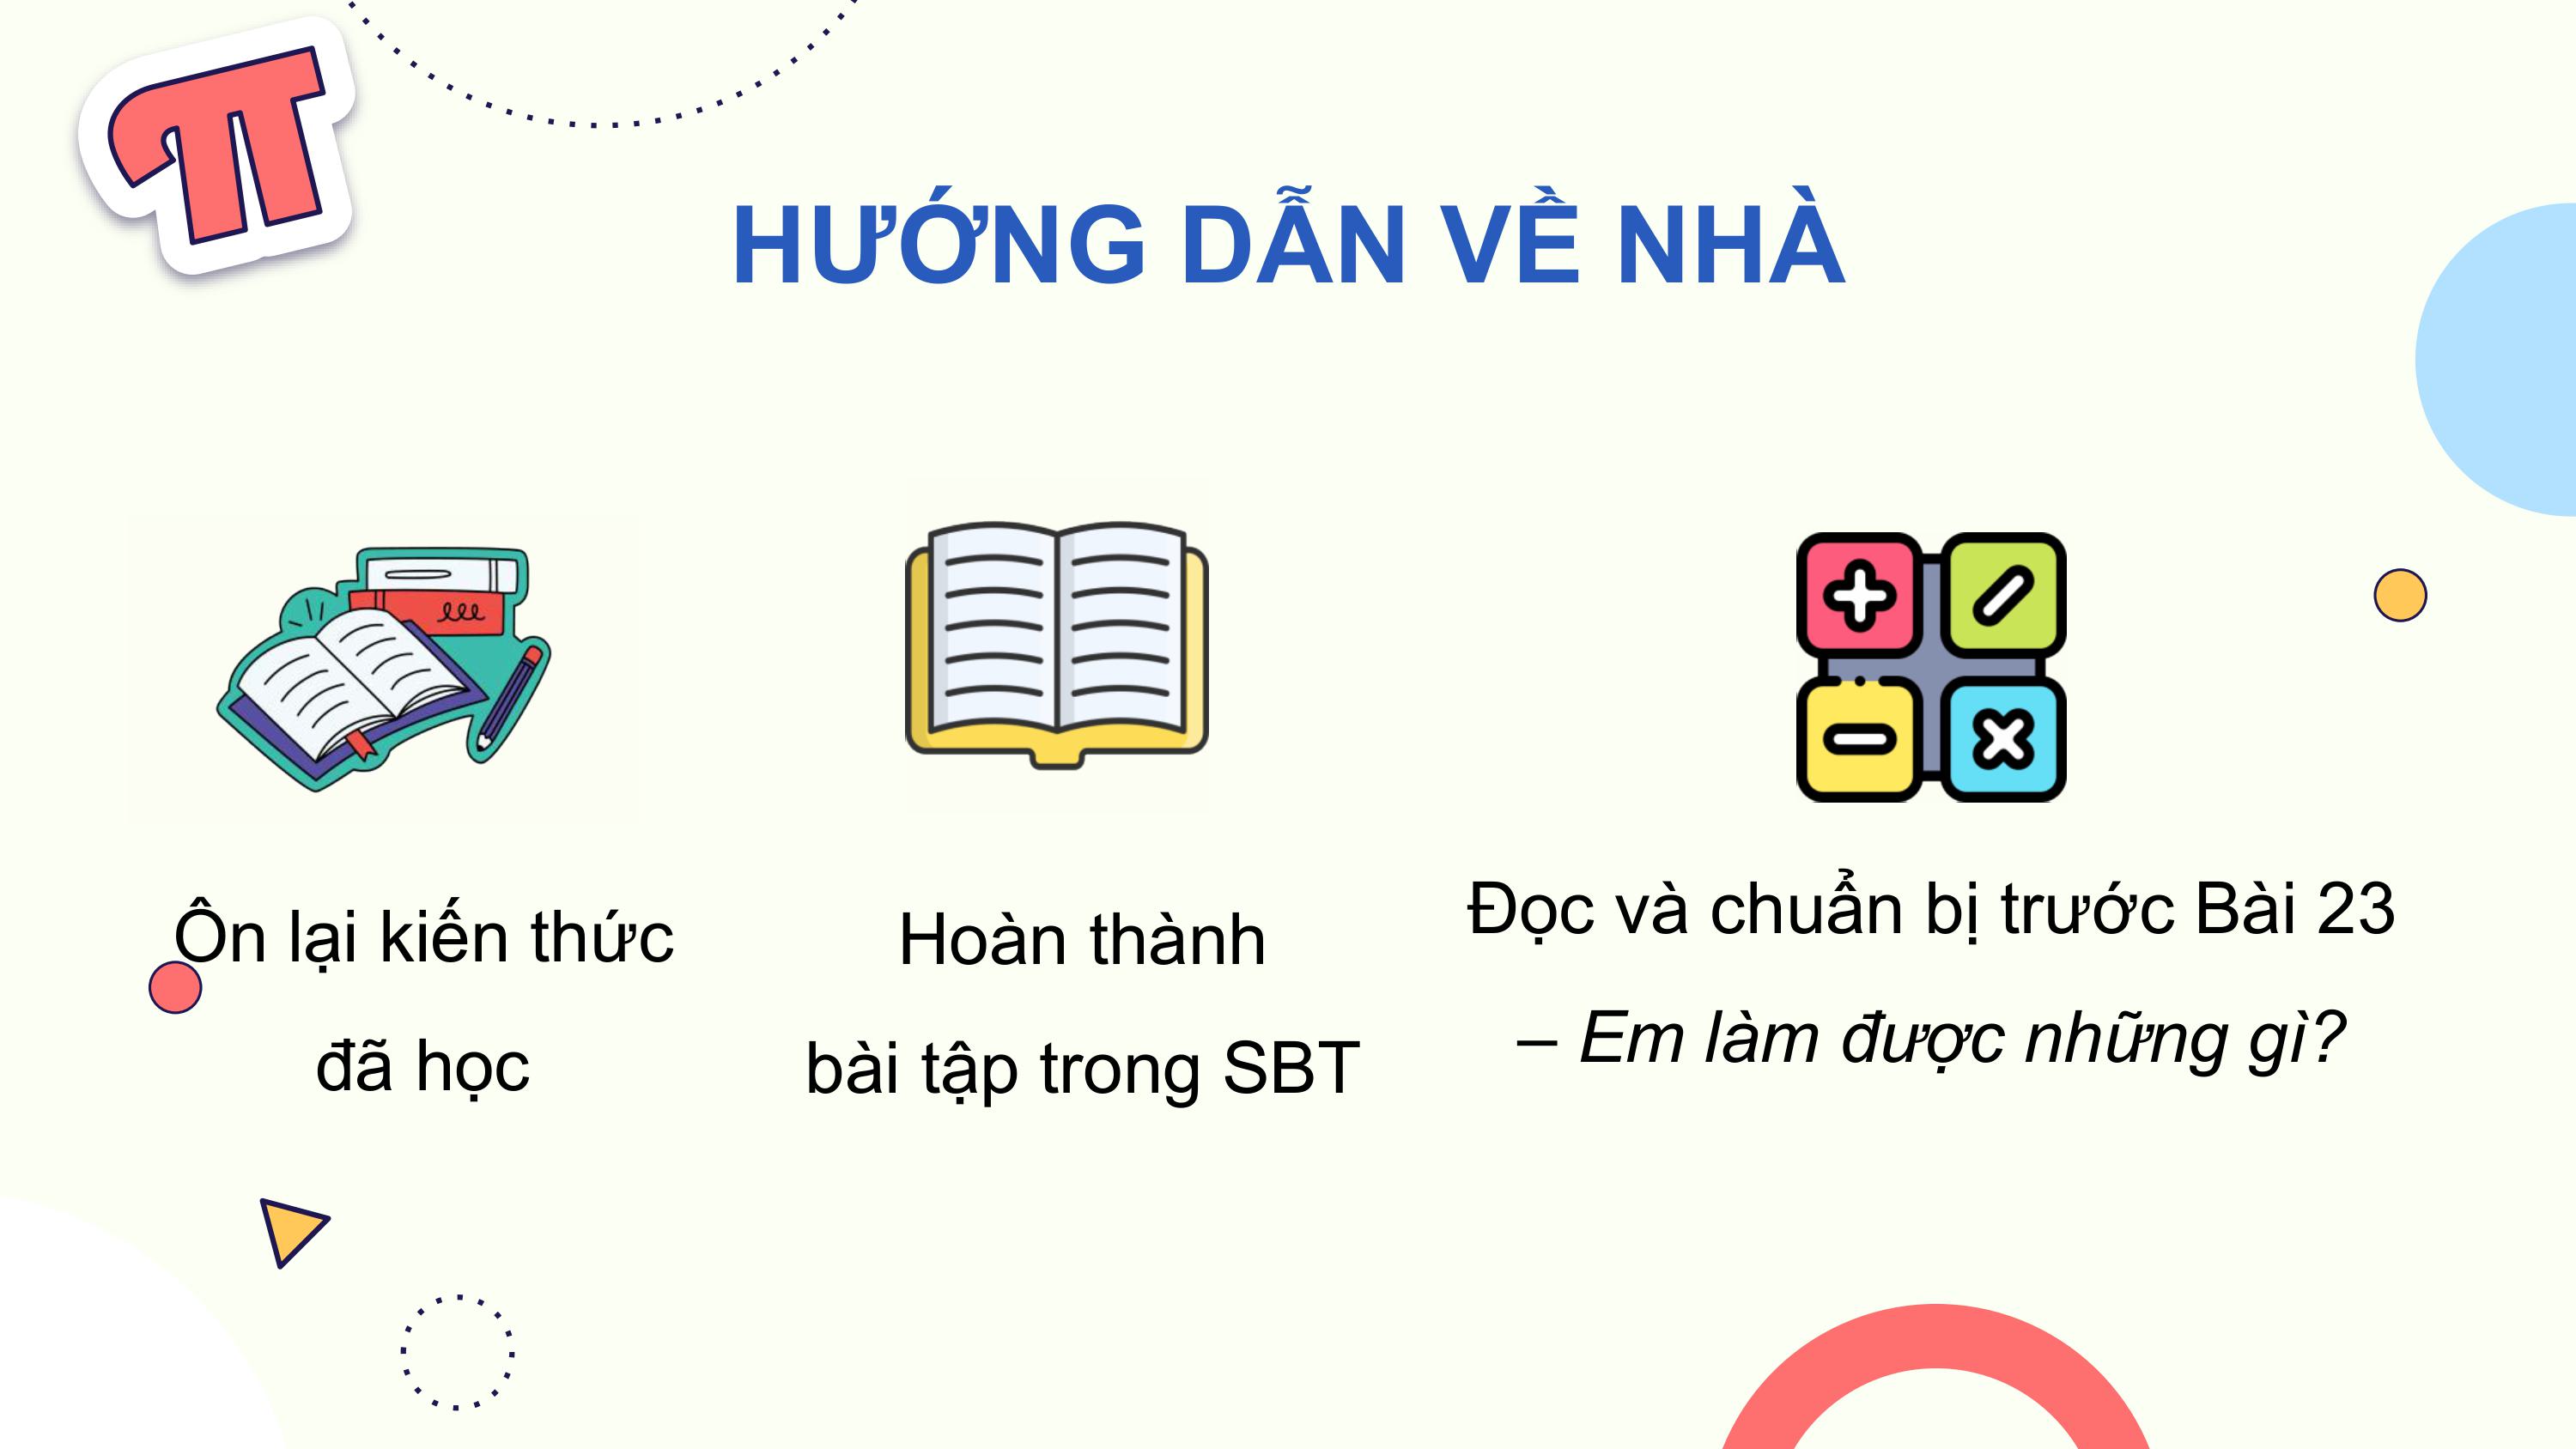 HƯỚNG DẪN VỀ NHÀ
Ôn lại kiến thức
đã học
Hoàn thành
bài tập trong SBT
Đọc và chuẩn bị trước Bài 23
– Em làm được những gì?